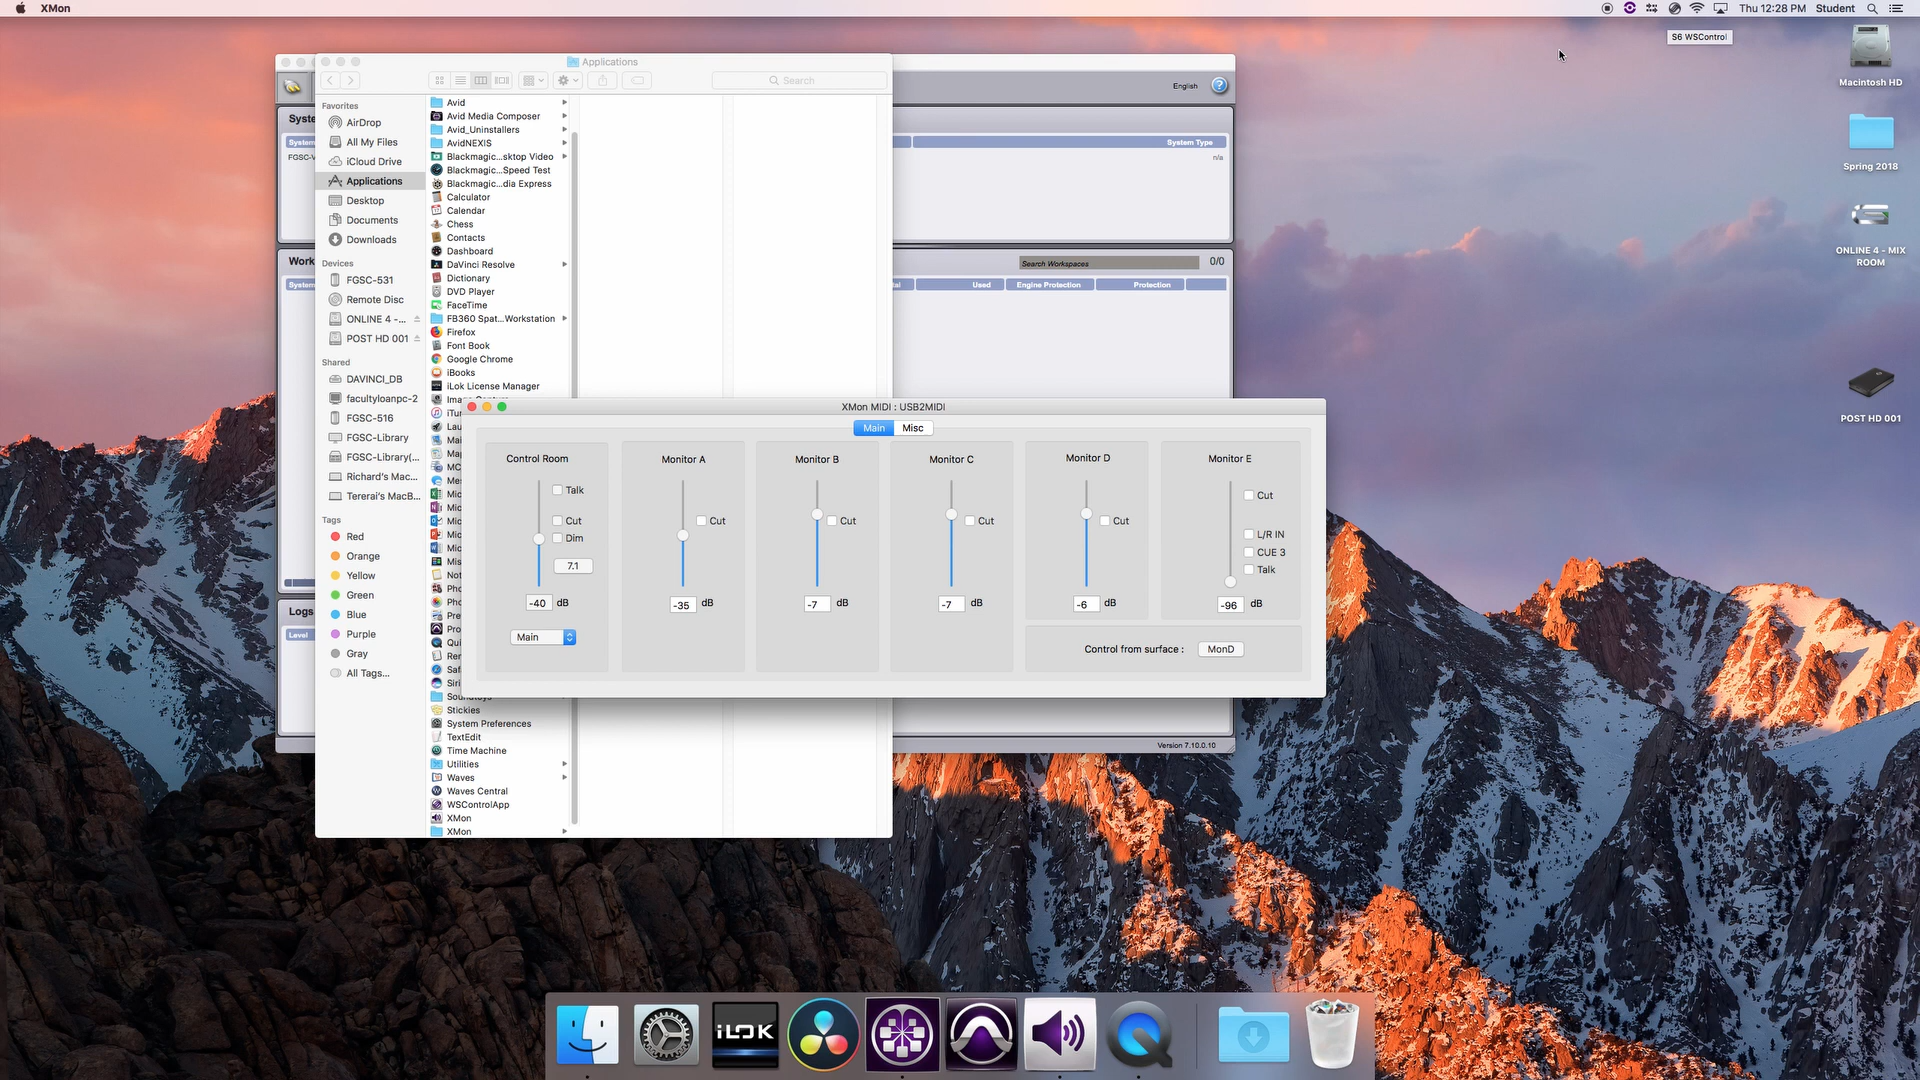 XMon
Thu 12:28 PM
Student
S6 WSControl
Macintosh HD
Spring 2018
ONLINE 4 - MIX
ROOM
POST HD 001
Applications
Search
Favorites
AirDrop
All My Files
iCloud Drive
Applications
Desktop
Documents
Downloads
Devices
FGSC-531
Remote Disc
ONLINE 4 -...
POST HD 001
Shared
DAVINCI_DB
facultyloanpc-2
FGSC-516
FGSC-Library
FGSC-Library(...
Richard's Mac...
Tererai's MacB...
Tags
Red
Orange
Yellow
Green
Blue
Purple
Gray
All Tags...
Avid
Avid Media Composer
Avid_Uninstallers
AvidNEXIS
Blackmagic...sktop Video
Blackmagic...Speed Test
Blackmagic...dia Express
Calculator
Calendar
Chess
Contacts
Dashboard
DaVinci Resolve
Dictionary
DVD Player
FaceTime
FB360 Spat...Workstation
Firefox
Font Book
Google Chrome
iBooks
iLok License Manager
Stickies
System Preferences
TextEdit
Time Machine
Utilities
Waves
Waves Central
WSControlApp
XMon
XMon
English
System Type
n/a
Search Workspaces
0/0
Used
Engine Protection
Protection
Logs
Level
Version 7.10.0.10
XMon MIDI : USB2MIDI
Main
Misc
Control Room
Talk
Cut
Dim
7.1
-40 dB
Main
Monitor A
Cut
-35 dB
Monitor B
Cut
-7 dB
Monitor C
Cut
-7 dB
Monitor D
Cut
-6 dB
Monitor E
Cut
L/R IN
CUE 3
Talk
-96 dB
Control from surface :
MonD
iLOK